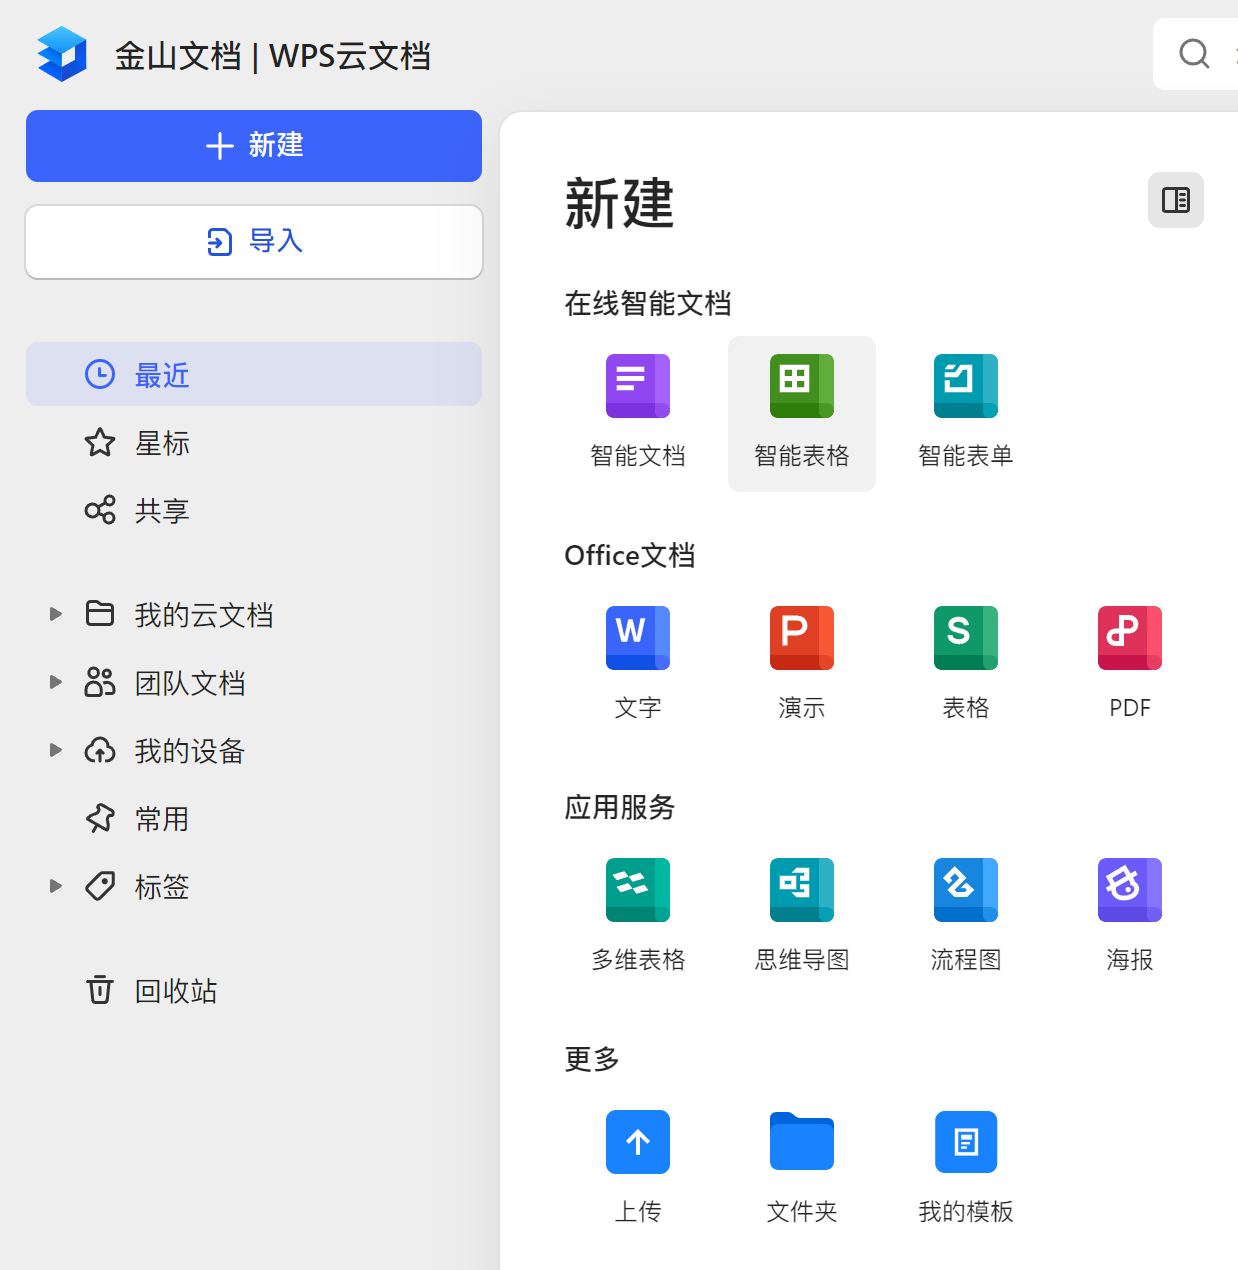 金山文档 | WPS云文档
新建
导入
最近
星标
共享
我的云文档
团队文档
我的设备
常用
标签
回收站
新建
在线智能文档
智能文档 智能表格 智能表单
Office文档
W P S P
文字 演示 表格 PDF
应用服务
多维表格 思维导图 流程图 海报
更多
上传 文件夹 我的模板